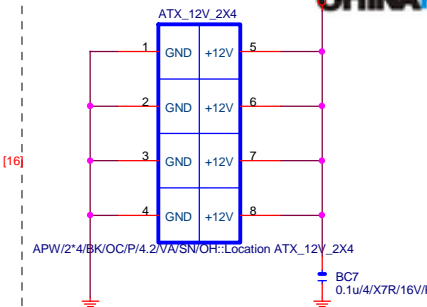 ATX_12V_2X4
1 GND +12V 5
2 GND +12V 6
3 GND +12V 7
4 GND +12V 8
[16]
APW/2*4/BK/OC/P/4.2/VA/SN/OH::Location ATX_12V_2X4
BC7
0.1u/4/X7R/16V/